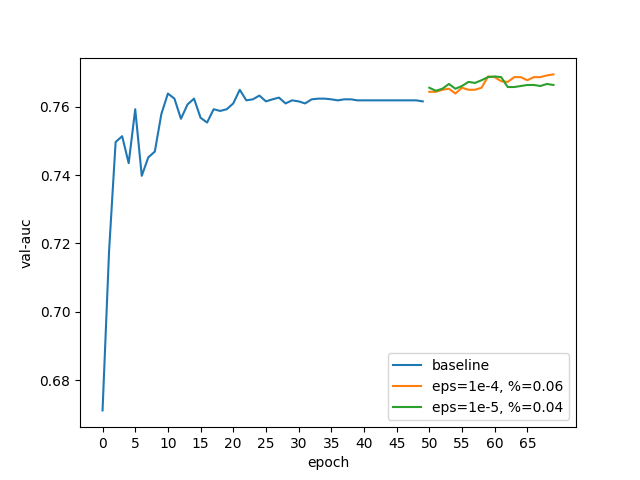 val-auc
0.76
0.74
0.72
0.70
0.68
0 5 10 15 20 25 30 35 40 45 50 55 60 65
epoch
baseline
eps=1e-4, %=0.06
eps=1e-5, %=0.04